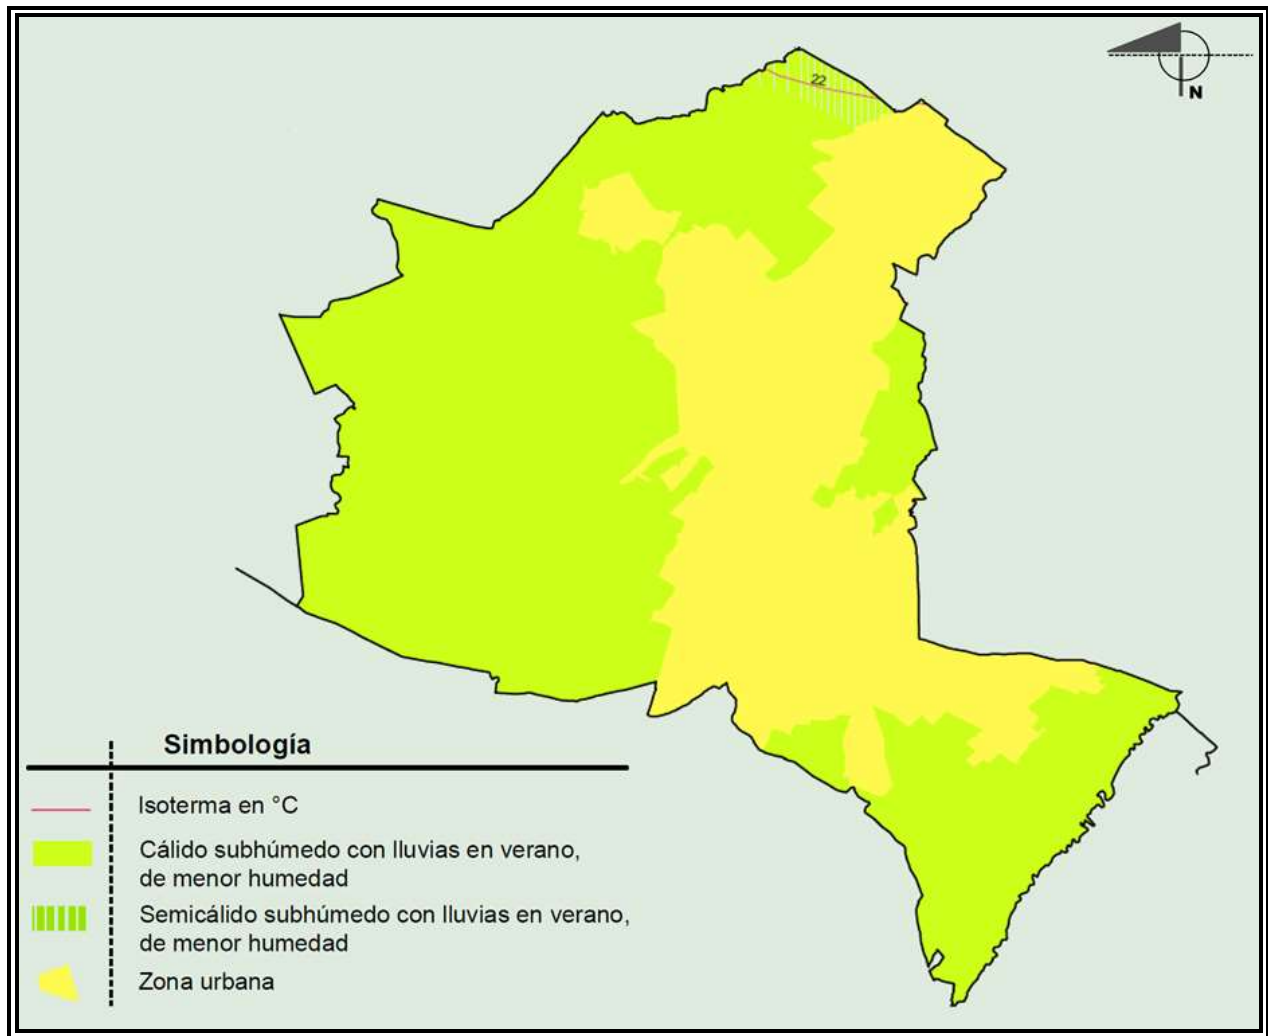 22
N
Simbología
Isoterma en °C
Cálido subhúmedo con lluvias en verano,
de menor humedad
Semicálido subhúmedo con lluvias en verano,
de menor humedad
Zona urbana